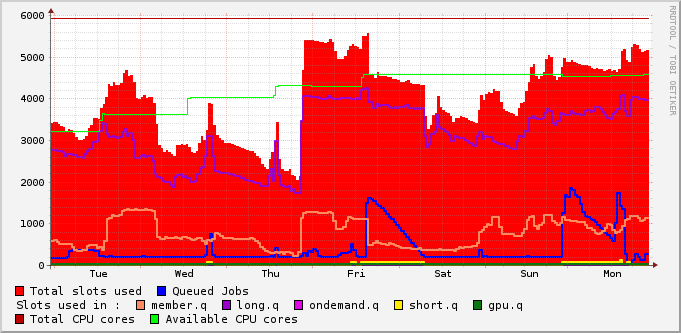 RRDTOOL / TOBI OETIKER
6000
5000
4000
3000
2000
1000
0
Tue Wed Thu Fri Sat Sun Mon
Total slots used Queued Jobs
Slots used in : member.q long.q ondemand.q short.q gpu.q
Total CPU cores Available CPU cores